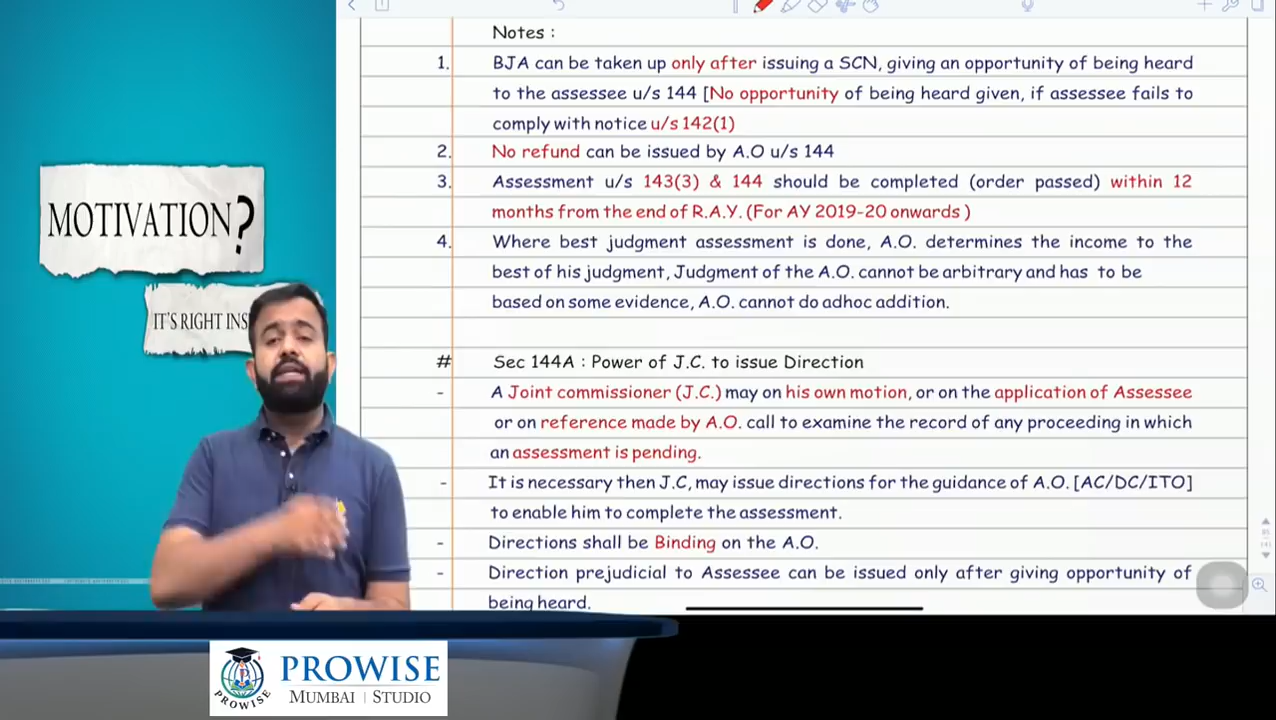 MOTIVATION?
IT'S RIGHT INS
Notes :
1. BJA can be taken up only after issuing a SCN, giving an opportunity of being heard
to the assessee u/s 144 [No opportunity of being heard given, if assessee fails to
comply with notice u/s 142(1)
2. No refund can be issued by A.O u/s 144
3. Assessment u/s 143(3) & 144 should be completed (order passed) within 12
months from the end of R.A.Y. (For AY 2019-20 onwards )
4. Where best judgment assessment is done, A.O. determines the income to the
best of his judgment, Judgment of the A.O. cannot be arbitrary and has to be
based on some evidence, A.O. cannot do adhoc addition.
# Sec 144A : Power of J.C. to issue Direction
- A Joint commissioner (J.C.) may on his own motion, or on the application of Assessee
or on reference made by A.O. call to examine the record of any proceeding in which
an assessment is pending.
- It is necessary then J.C, may issue directions for the guidance of A.O. [AC/DC/ITO]
to enable him to complete the assessment.
- Directions shall be Binding on the A.O.
- Direction prejudicial to Assessee can be issued only after giving opportunity of
being heard.
PROWISE
PROWISE
MUMBAI | STUDIO